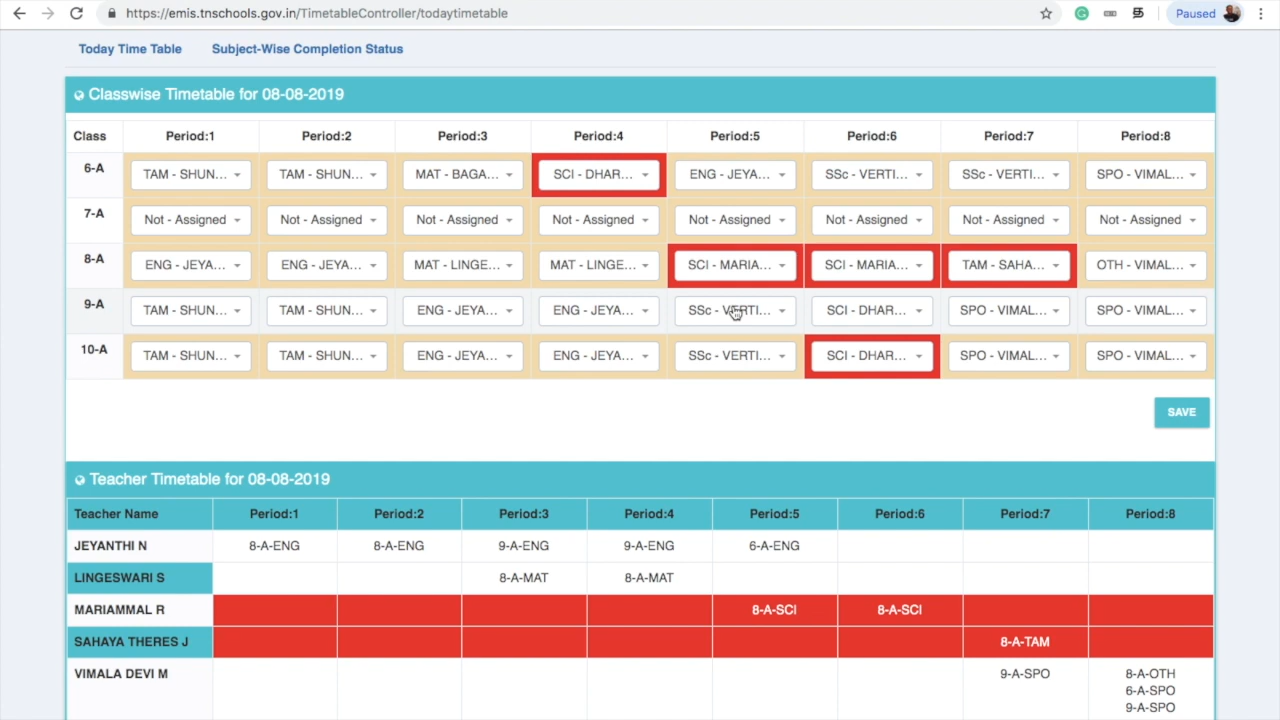 https://emis.tnschools.gov.in/TimetableController/todaytimetable Paused
Today Time Table Subject-Wise Completion Status
Classwise Timetable for 08-08-2019
Class Period:1 Period:2 Period:3 Period:4 Period:5 Period:6 Period:7 Period:8
6-A TAM - SHUN... TAM - SHUN... MAT - BAGA... SCI - DHAR... ENG - JEYA... SSc - VERTI... SSc - VERTI... SPO - VIMAL...
7-A Not - Assigned Not - Assigned Not - Assigned Not - Assigned Not - Assigned Not - Assigned Not - Assigned Not - Assigned
8-A ENG - JEYA... ENG - JEYA... MAT - LINGE... MAT - LINGE... SCI - MARIA... SCI - MARIA... TAM - SAHA... OTH - VIMAL...
9-A TAM - SHUN... TAM - SHUN... ENG - JEYA... ENG - JEYA... SSc - VERTI... SCI - DHAR... SPO - VIMAL... SPO - VIMAL...
10-A TAM - SHUN... TAM - SHUN... ENG - JEYA... ENG - JEYA... SSc - VERTI... SCI - DHAR... SPO - VIMAL... SPO - VIMAL...
SAVE
Teacher Timetable for 08-08-2019
Teacher Name Period:1 Period:2 Period:3 Period:4 Period:5 Period:6 Period:7 Period:8
JEYANTHI N 8-A-ENG 8-A-ENG 9-A-ENG 9-A-ENG 6-A-ENG
LINGESWARI S 8-A-MAT 8-A-MAT
MARIAMMAL R 8-A-SCI 8-A-SCI
SAHAYA THERES J 8-A-TAM
VIMALA DEVI M 9-A-SPO 8-A-OTH
6-A-SPO
9-A-SPO